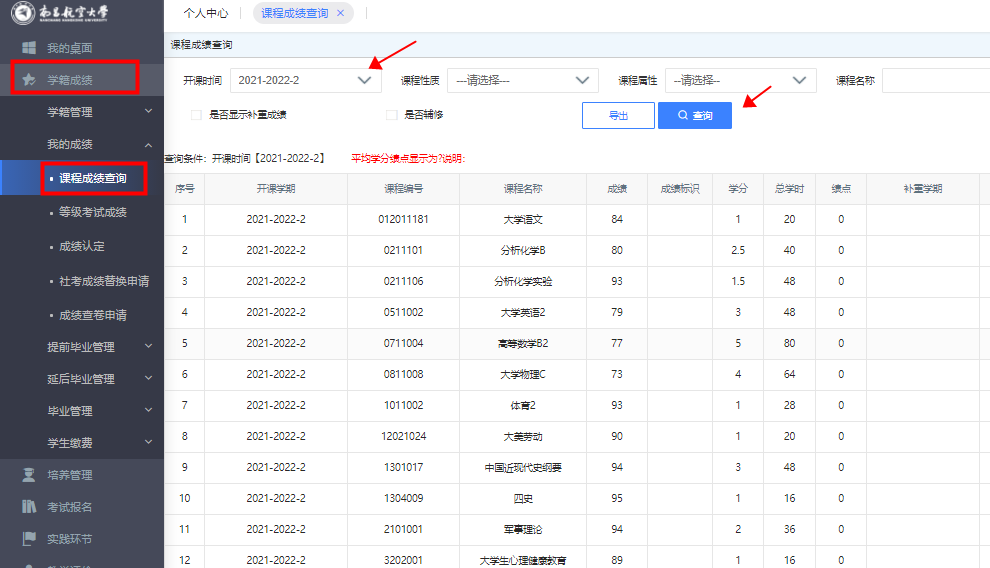 南昌航空大学
NANCHANG HANGKONG UNIVERSITY
个人中心 课程成绩查询 ×
我的桌面
学籍成绩
学籍管理
我的成绩
课程成绩查询
等级考试成绩
成绩认定
社考成绩替换申请
成绩查卷申请
提前毕业管理
延后毕业管理
毕业管理
学生缴费
培养管理
考试报名
实践环节
课程成绩查询
开课时间 2021-2022-2 课程性质 ---请选择--- 课程属性 --请选择-- 课程名称
是否显示补重成绩 是否辅修 导出 查询
查询条件：开课时间【2021-2022-2】 平均学分绩点显示为?说明:
序号 开课学期 课程编号 课程名称 成绩 成绩标识 学分 总学时 绩点 补重学期
1 2021-2022-2 012011181 大学语文 84 1 20 0
2 2021-2022-2 0211101 分析化学B 80 2.5 40 0
3 2021-2022-2 0211106 分析化学实验 93 1.5 48 0
4 2021-2022-2 0511002 大学英语2 79 3 48 0
5 2021-2022-2 0711004 高等数学B2 77 5 80 0
6 2021-2022-2 0811008 大学物理C 73 4 64 0
7 2021-2022-2 1011002 体育2 93 1 28 0
8 2021-2022-2 12021024 大美劳动 90 1 20 0
9 2021-2022-2 1301017 中国近现代史纲要 94 3 48 0
10 2021-2022-2 1304009 四史 95 1 16 0
11 2021-2022-2 2101001 军事理论 94 2 36 0
12 2021-2022-2 3202001 大学生心理健康教育 89 1 16 0